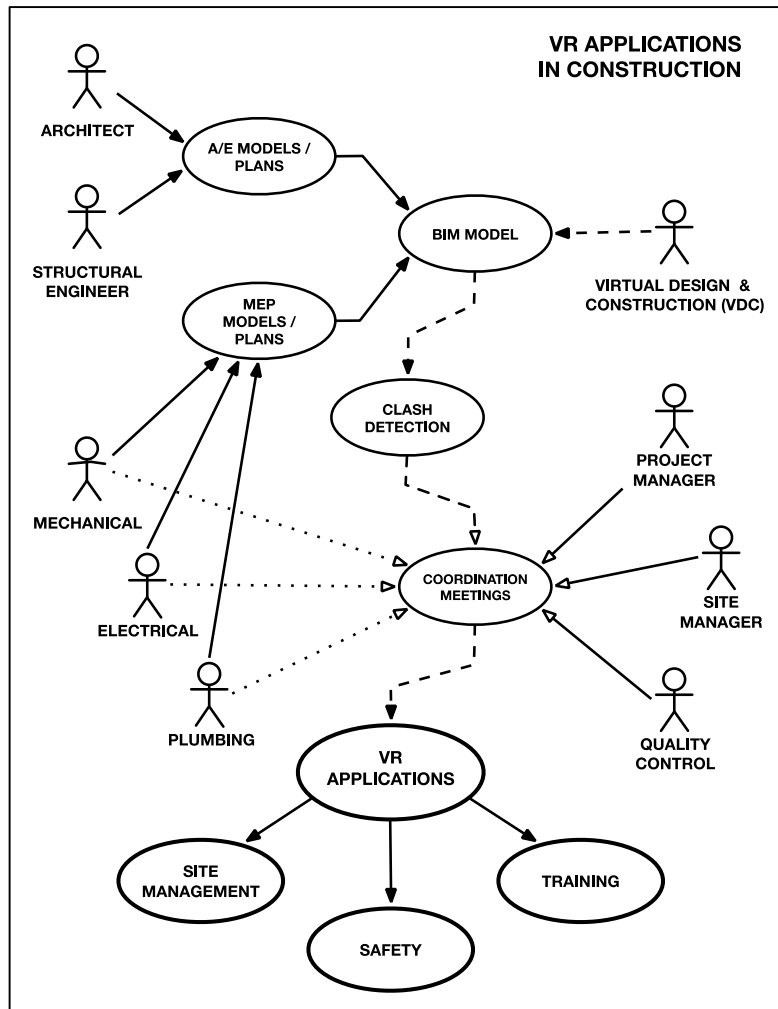 VR APPLICATIONS
IN CONSTRUCTION
ARCHITECT
A/E MODELS /
PLANS
STRUCTURAL
ENGINEER
BIM MODEL
VIRTUAL DESIGN &
CONSTRUCTION (VDC)
MEP
MODELS /
PLANS
CLASH
DETECTION
PROJECT
MANAGER
MECHANICAL
COORDINATION
MEETINGS
SITE
MANAGER
ELECTRICAL
PLUMBING
QUALITY
CONTROL
VR
APPLICATIONS
SITE
MANAGEMENT
TRAINING
SAFETY